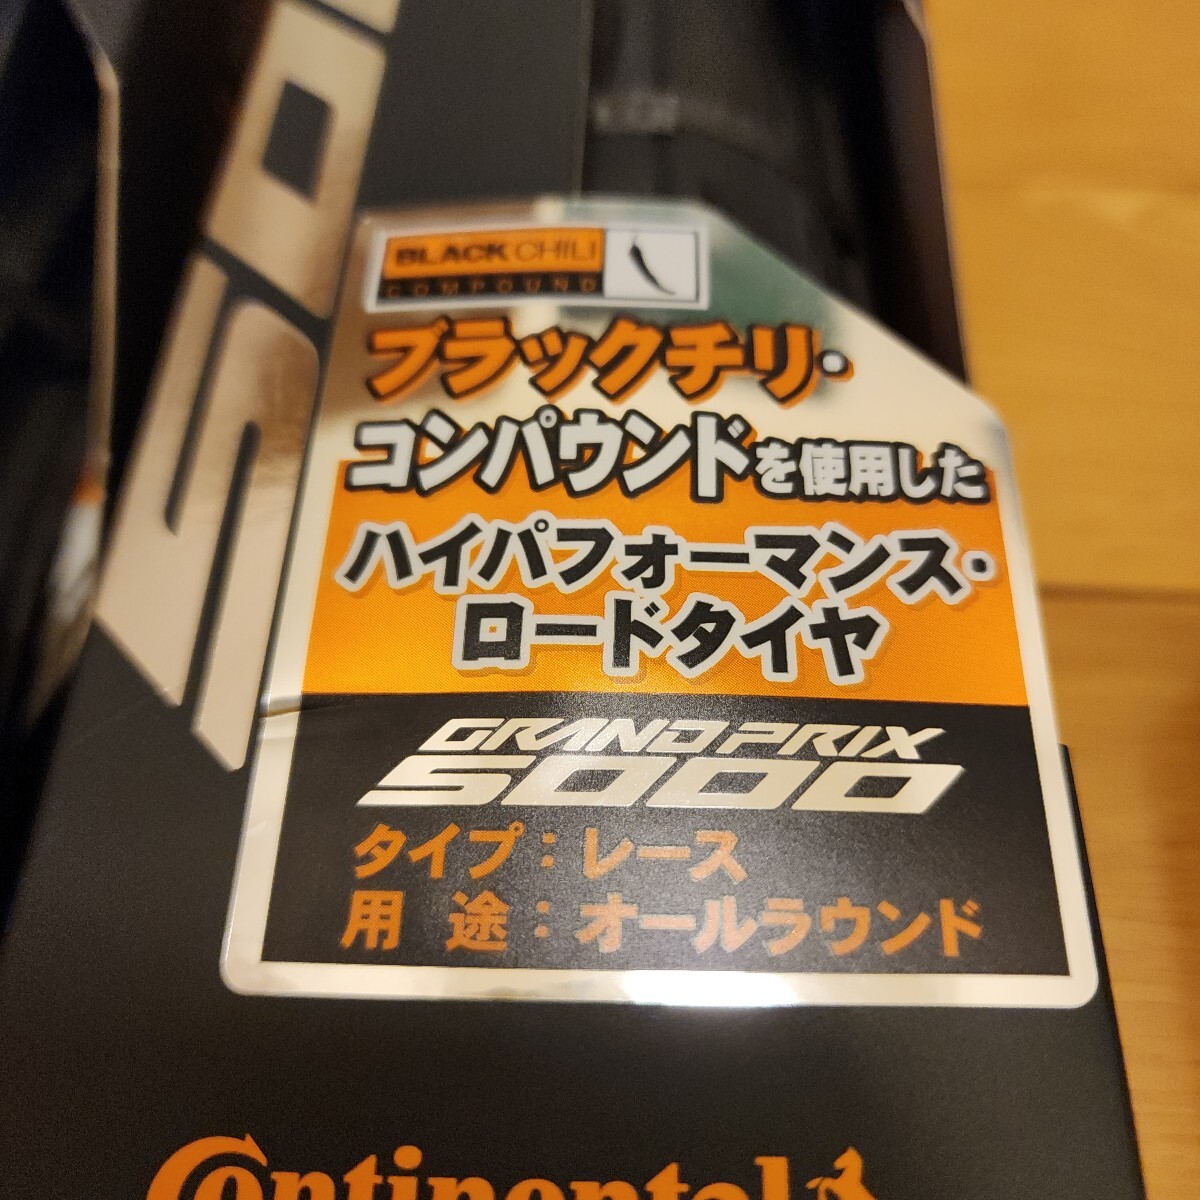 500
BLACK CHILI
COMPOUND
ブラックチリ・
コンパウンドを使用した
ハイパフォーマンス・
ロードタイヤ
GRAND PRIX
5000
タイプ：レース
用途：オールラウンド
Continental